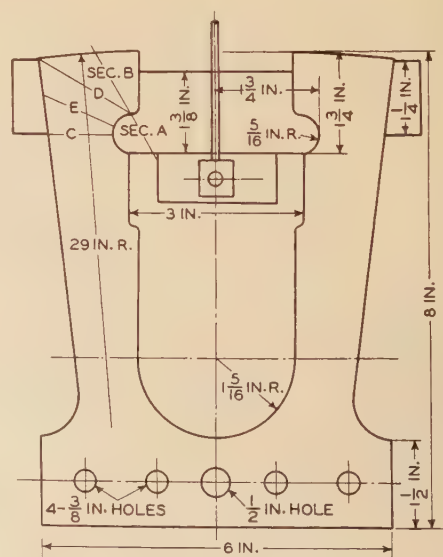 SEC. B
D
E
SEC. A
C
1 3/8 IN.
1 3/4 IN.
5/16 IN. R.
1 3/4 IN.
1 1/4 IN.
3 IN.
29 IN. R.
8 IN.
1 5/16 IN. R.
4-3/8 IN. HOLES
1/2 IN. HOLE
1 1/2 IN.
6 IN.